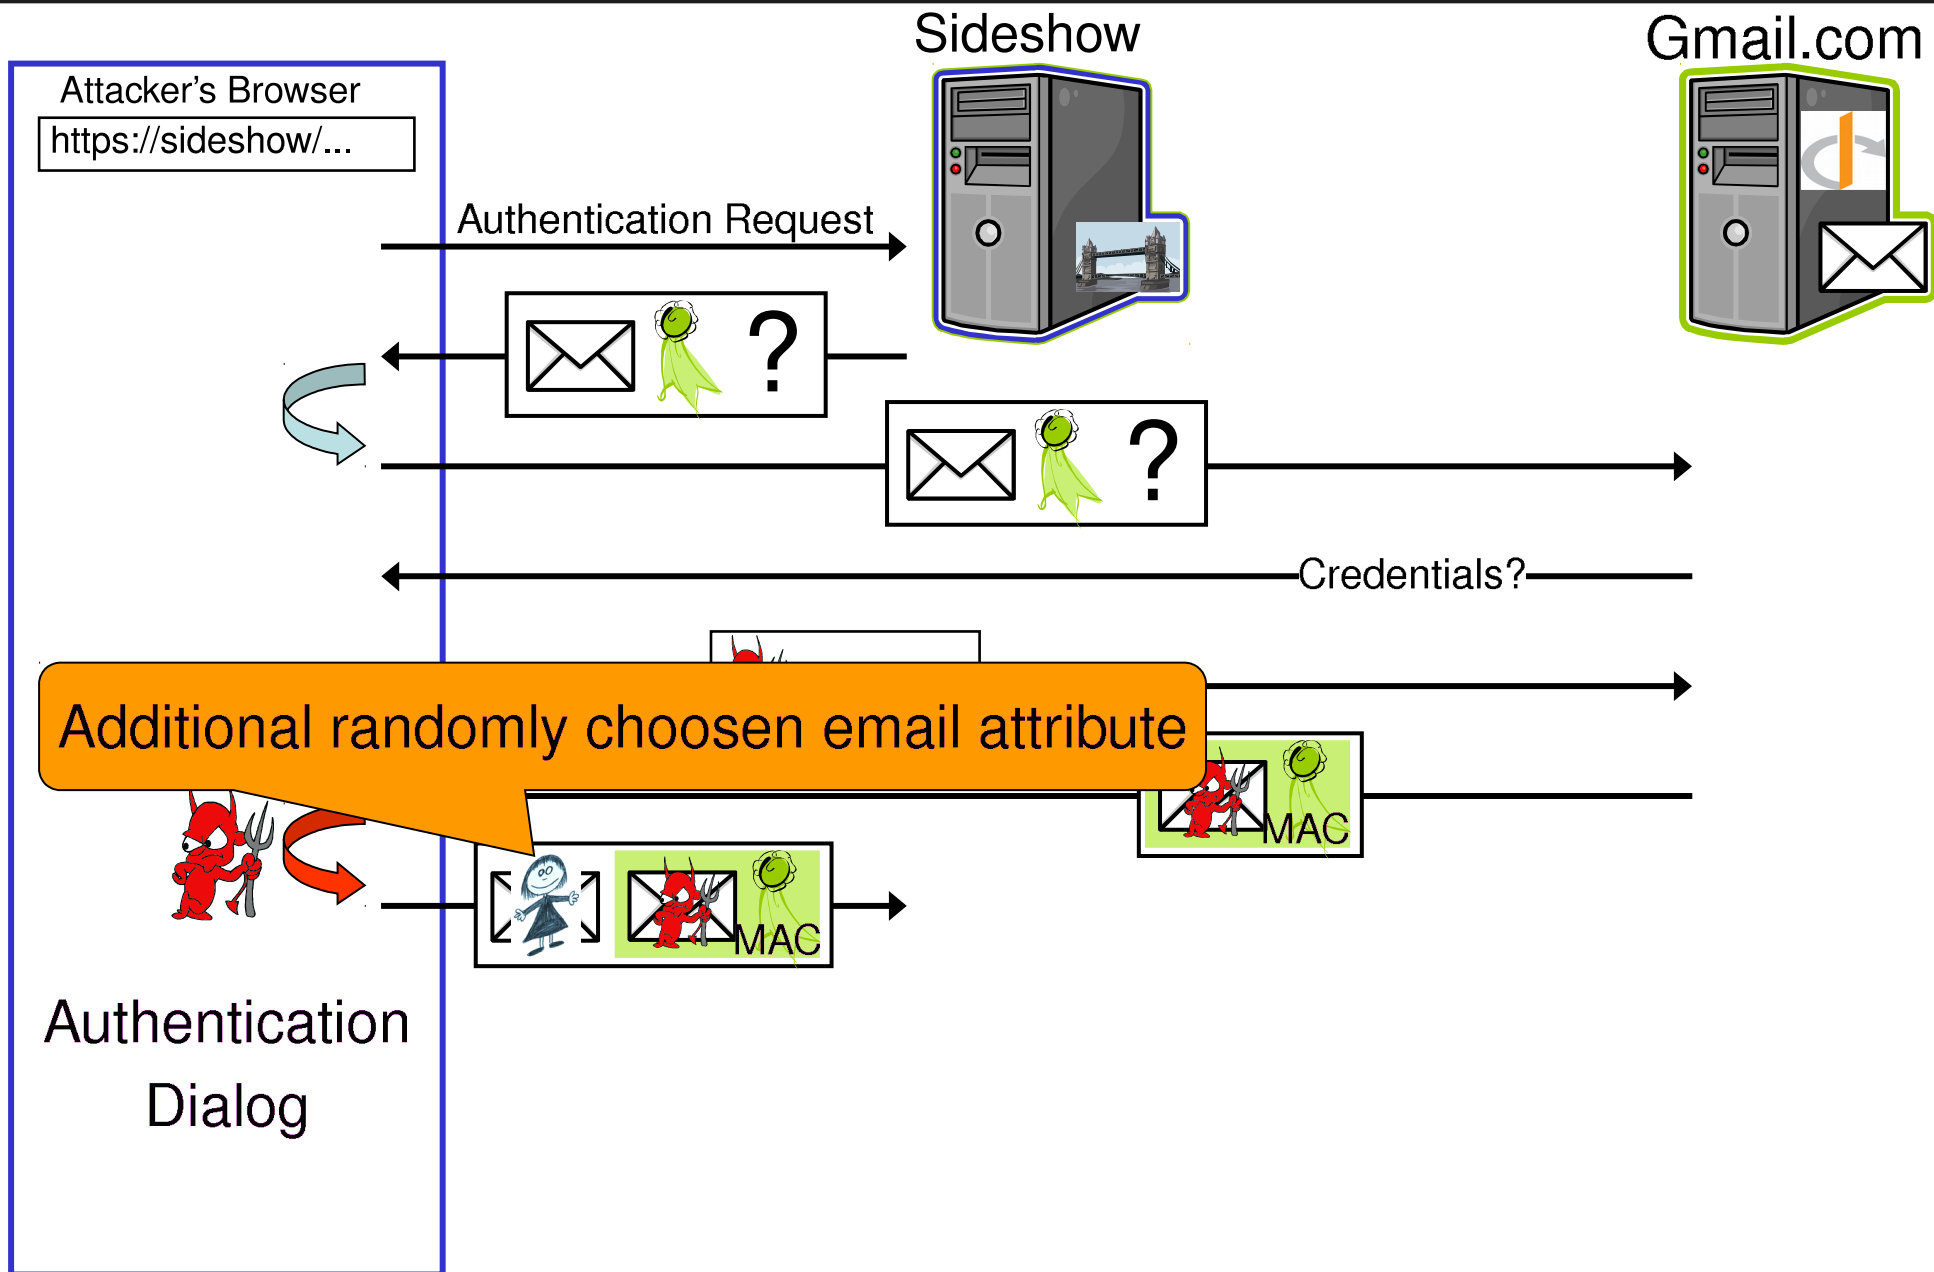 Sideshow
Gmail.com
Attacker's Browser
https://sideshow/...
Authentication Request
?
?
Credentials?
Additional randomly choosen email attribute
MAC
MAC
Authentication
Dialog